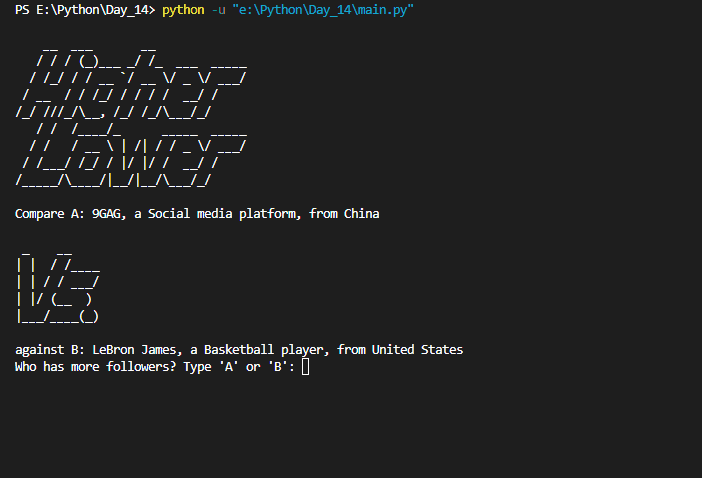 PS E:\Python\Day_14> python -u "e:\Python\Day_14\main.py"
    __  ___       __
   / / / (_)___ _/ /_  ___  _____
  / /_/ / / __ `/ __ \/ _ \/ ___/
 / __  / / /_/ / / / /  __/ /
/_/ ///_/\__, /_/ /_/\___/_/
   / /  /____/_      _____  _____
  / /   / __ \ | /| / / _ \/ ___/
 / /___/ /_/ / |/ |/ /  __/ /
/_____/\____/|__/|__/\___/_/
Compare A: 9GAG, a Social media platform, from China
 _    __
| |  / /____
| | / / ___/
| |/ (__  )
|___/____(_)
against B: LeBron James, a Basketball player, from United States
Who has more followers? Type 'A' or 'B':